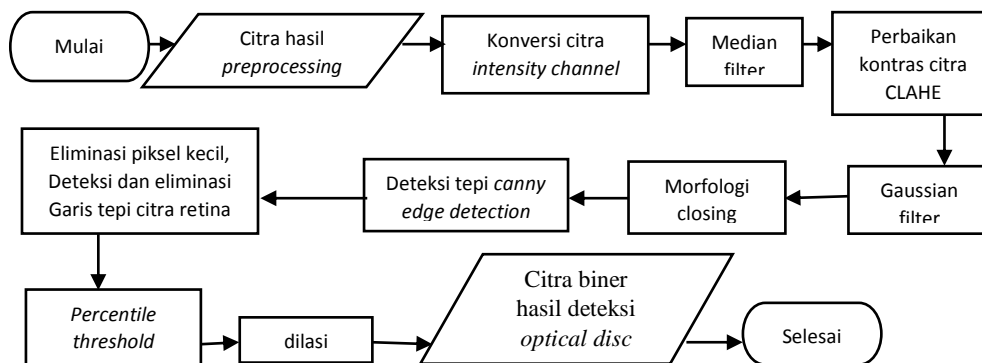 Mulai
Citra hasil
preprocessing
Konversi citra
intensity channel
Median
filter
Perbaikan
kontras citra
CLAHE
Gaussian
filter
Morfologi
closing
Deteksi tepi canny
edge detection
Eliminasi piksel kecil,
Deteksi dan eliminasi
Garis tepi citra retina
Percentile
threshold
dilasi
Citra biner
hasil deteksi
optical disc
Selesai